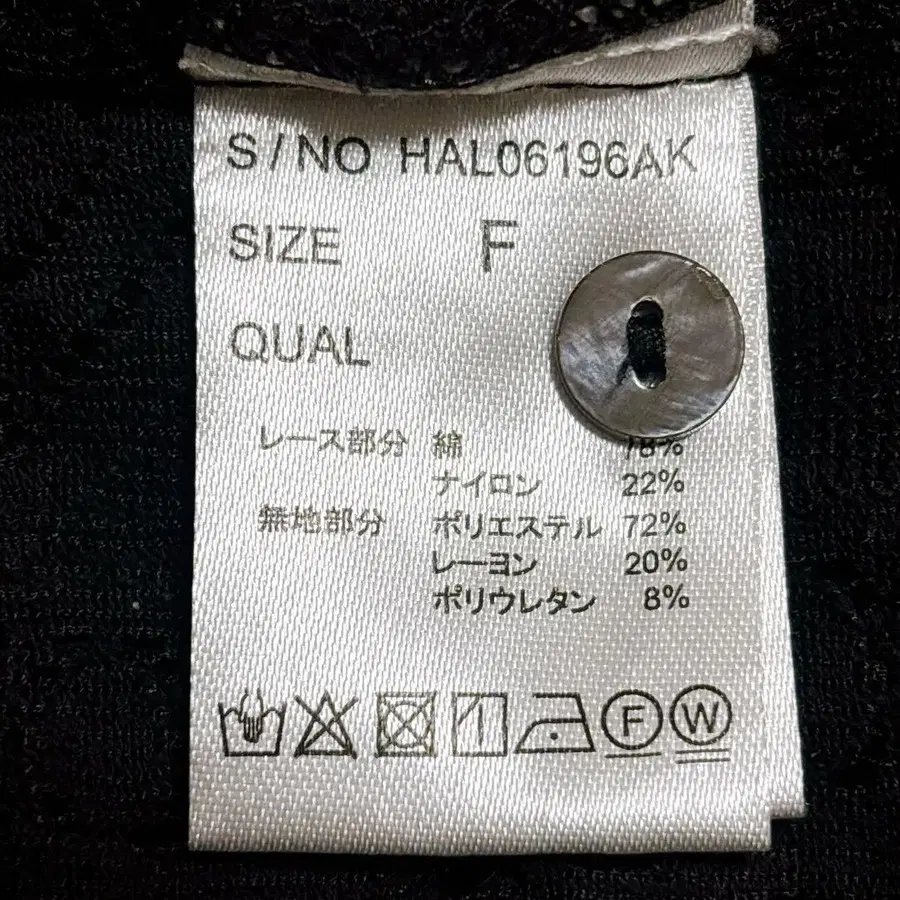 S/NO HAL06196AK
SIZE F
QUAL
レース部分 綿 78%
ナイロン 22%
無地部分 ポリエステル 72%
レーヨン 20%
ポリウレタン 8%
F W